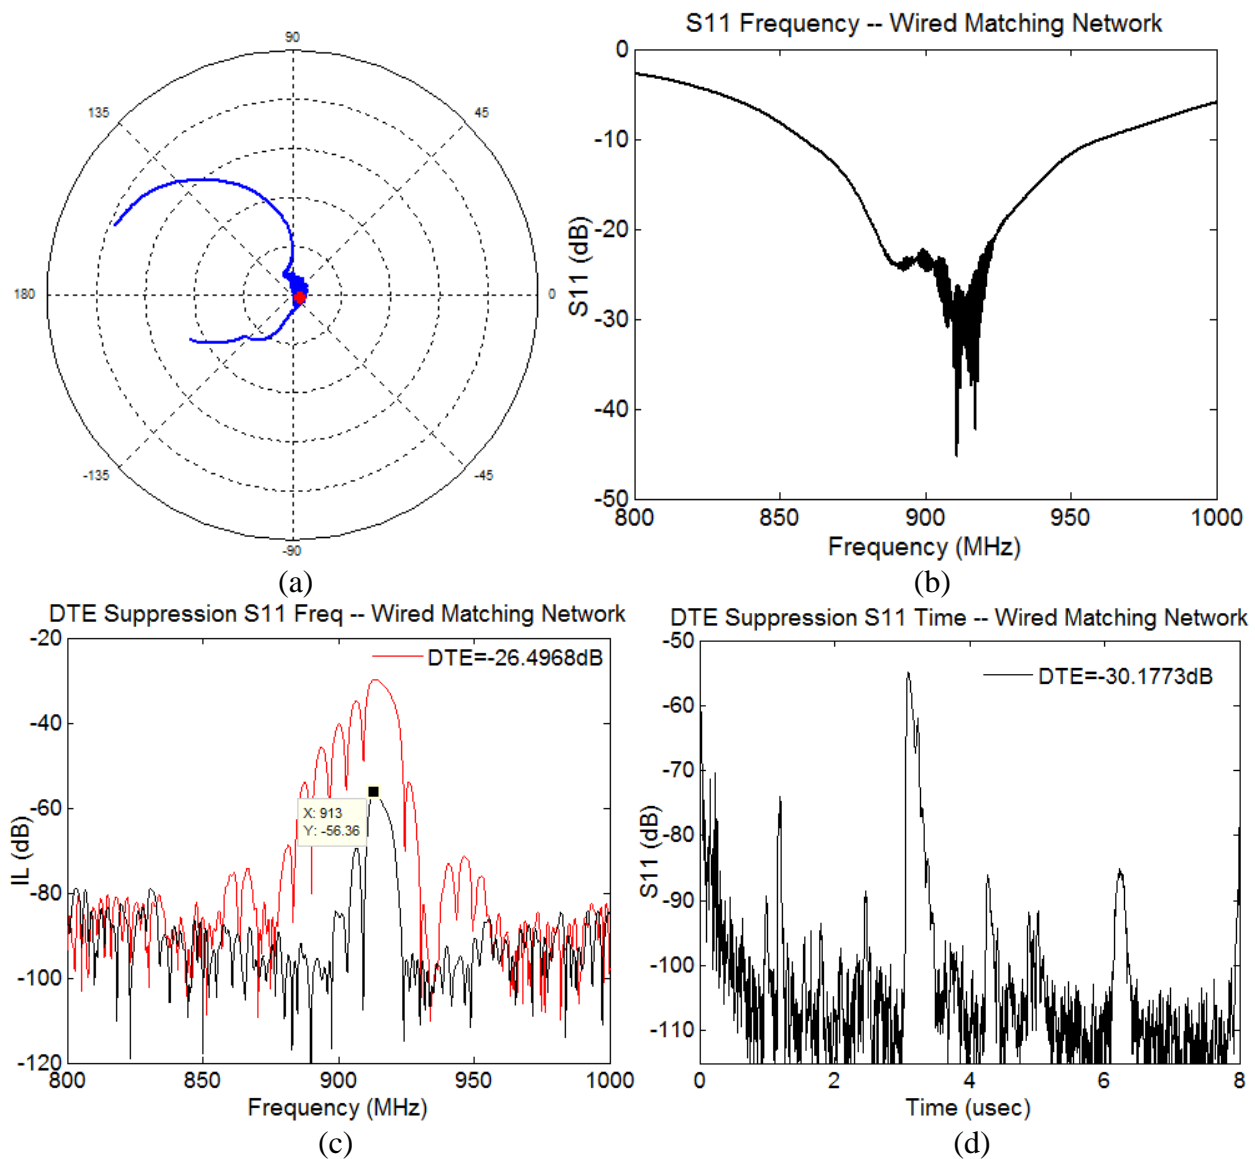 90
135
45
180
0
-135
-45
-90
(a)
S11 Frequency -- Wired Matching Network
0
-10
-20
-30
-40
-50
S11 (dB)
800
850
900
950
1000
Frequency (MHz)
(b)
DTE Suppression S11 Freq -- Wired Matching Network
-20
-40
-60
-80
-100
-120
IL (dB)
DTE=-26.4968dB
X: 913
Y: -56.36
800
850
900
950
1000
Frequency (MHz)
(c)
DTE Suppression S11 Time -- Wired Matching Network
-50
-60
-70
-80
-90
-100
-110
S11 (dB)
DTE=-30.1773dB
0
2
4
6
8
Time (usec)
(d)